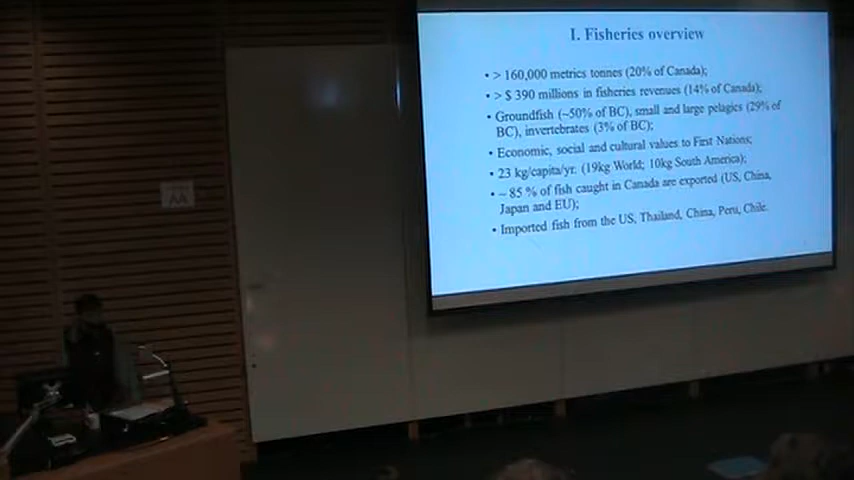 I. Fisheries overview
• > 160,000 metrics tonnes (20% of Canada);
• > $ 390 millions in fisheries revenues (14% of Canada);
• Groundfish (~50% of BC), small and large pelagics (29% of
BC), invertebrates (3% of BC);
• Economic, social and cultural values to First Nations;
• 23 kg/capita/yr. (19kg World; 10kg South America);
• ~ 85 % of fish caught in Canada are exported (US, China,
Japan and EU);
• Imported fish from the US, Thailand, China, Peru, Chile.